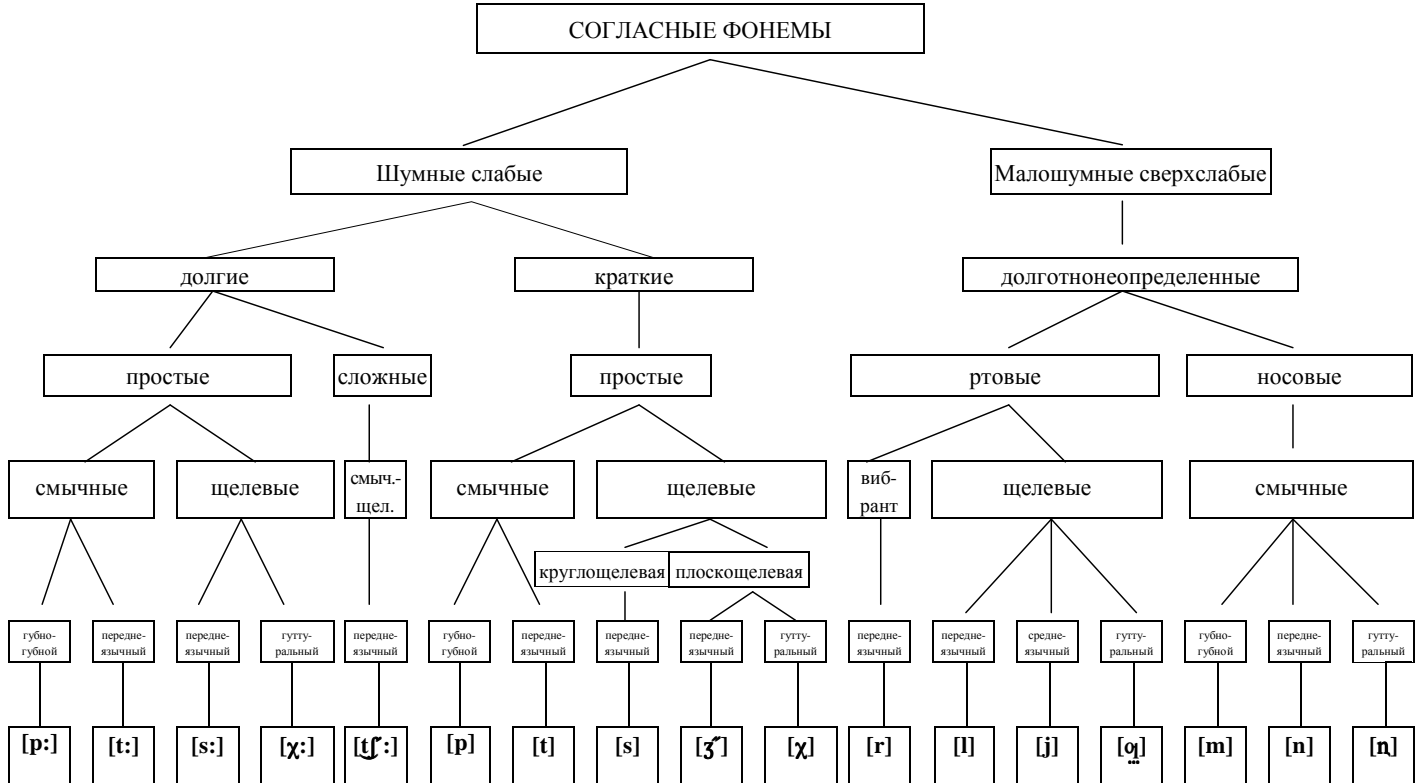 СОГЛАСНЫЕ ФОНЕМЫ
Шумные слабые
Малошумные сверхслабые
долгие
краткие
долготнонеопределенные
простые
сложные
простые
ртовые
носовые
смычные
щелевые
смыч.-
щел.
смычные
щелевые
виб-
рант
щелевые
смычные
круглощелевая
плоскощелевая
губно-
губной
передне-
язычный
передне-
язычный
гутту-
ральный
передне-
язычный
губно-
губной
передне-
язычный
передне-
язычный
передне-
язычный
гутту-
ральный
передне-
язычный
передне-
язычный
средне-
язычный
гутту-
ральный
губно-
губной
передне-
язычный
гутту-
ральный
[p:]
[t:]
[s:]
[χ:]
[t͜ʃ˝:]
[p]
[t]
[s]
[ʒ˝]
[χ]
[r]
[l]
[j]
[m]
[n]